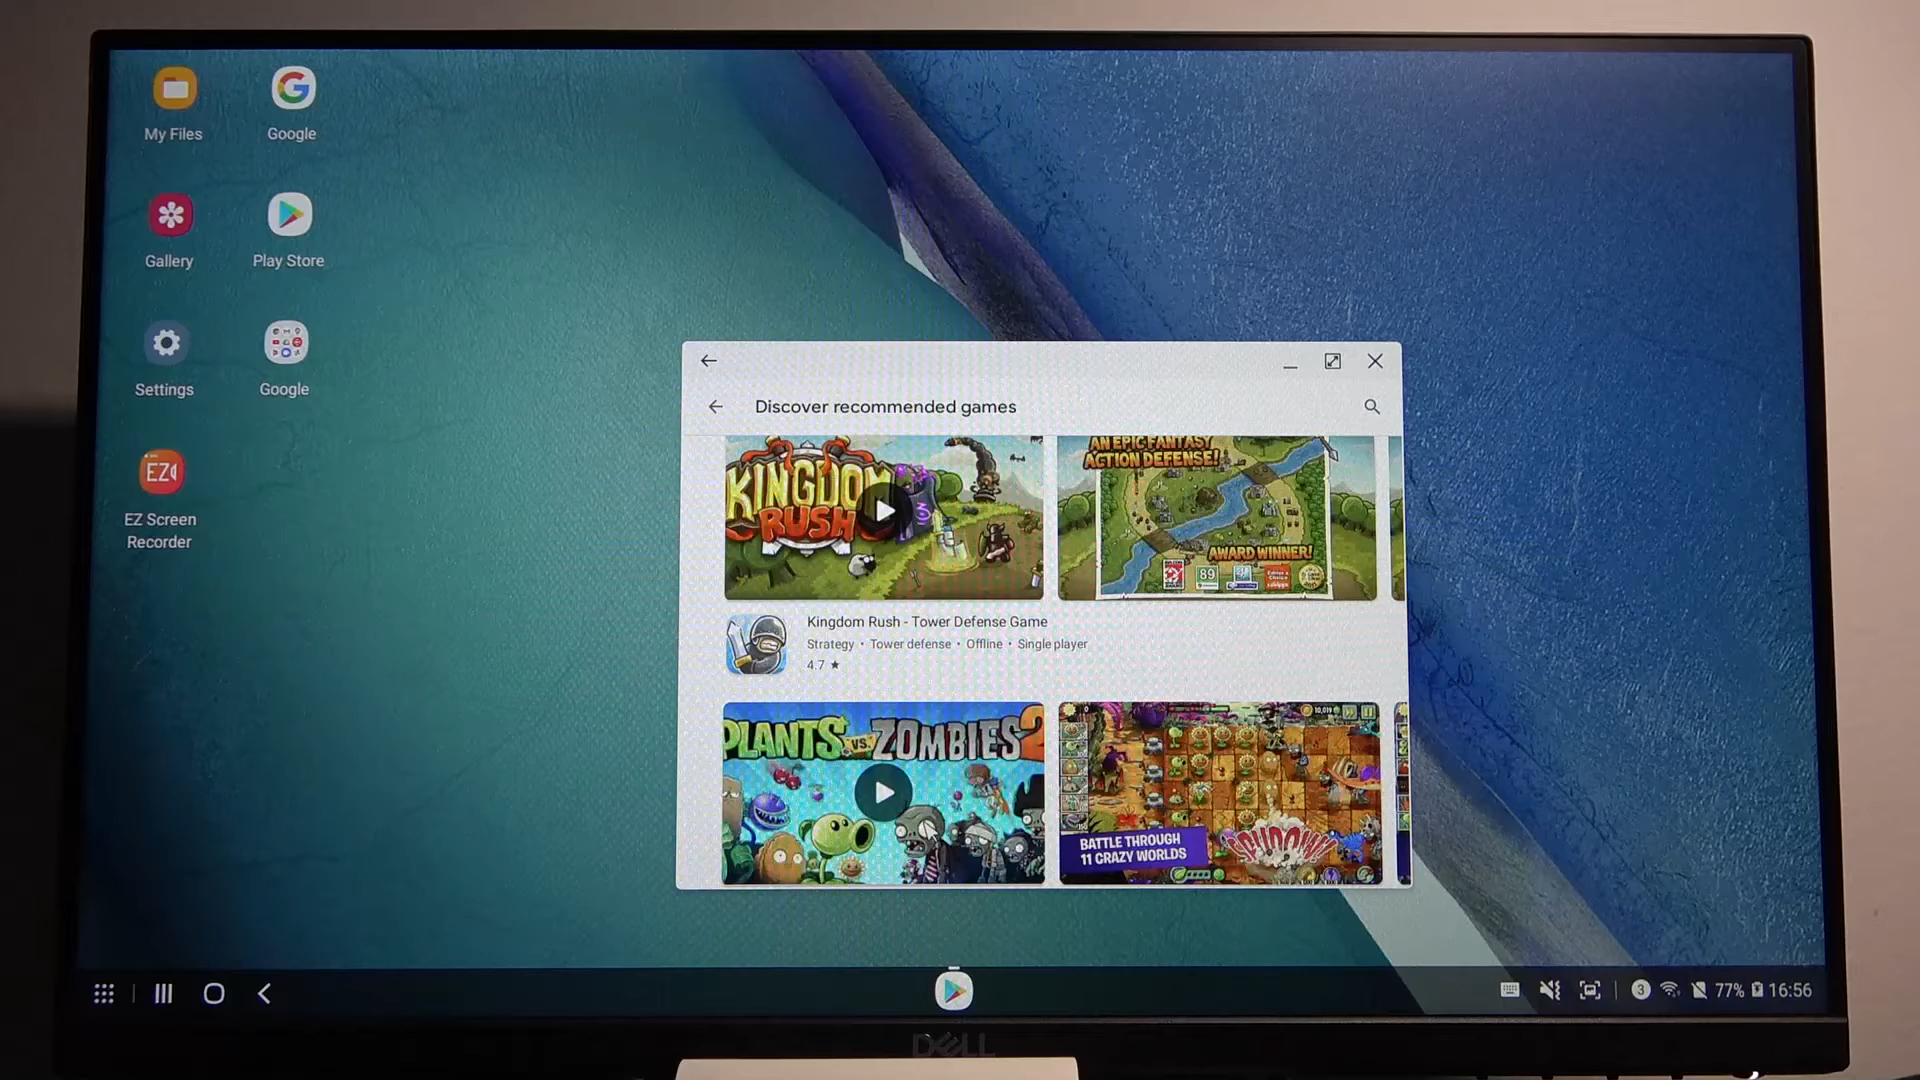 My Files
Google
Gallery
Play Store
Settings
Google
EZ
EZ Screen
Recorder
Discover recommended games
KINGDOM
RUSH
AN EPIC FANTASY
ACTION DEFENSE!
AWARD WINNER!
89
Kingdom Rush - Tower Defense Game
Strategy • Tower defense • Offline • Single player
4.7 ★
PLANTS VS. ZOMBIES 2
10,019
BATTLE THROUGH
11 CRAZY WORLDS
3
77%
16:56
DELL